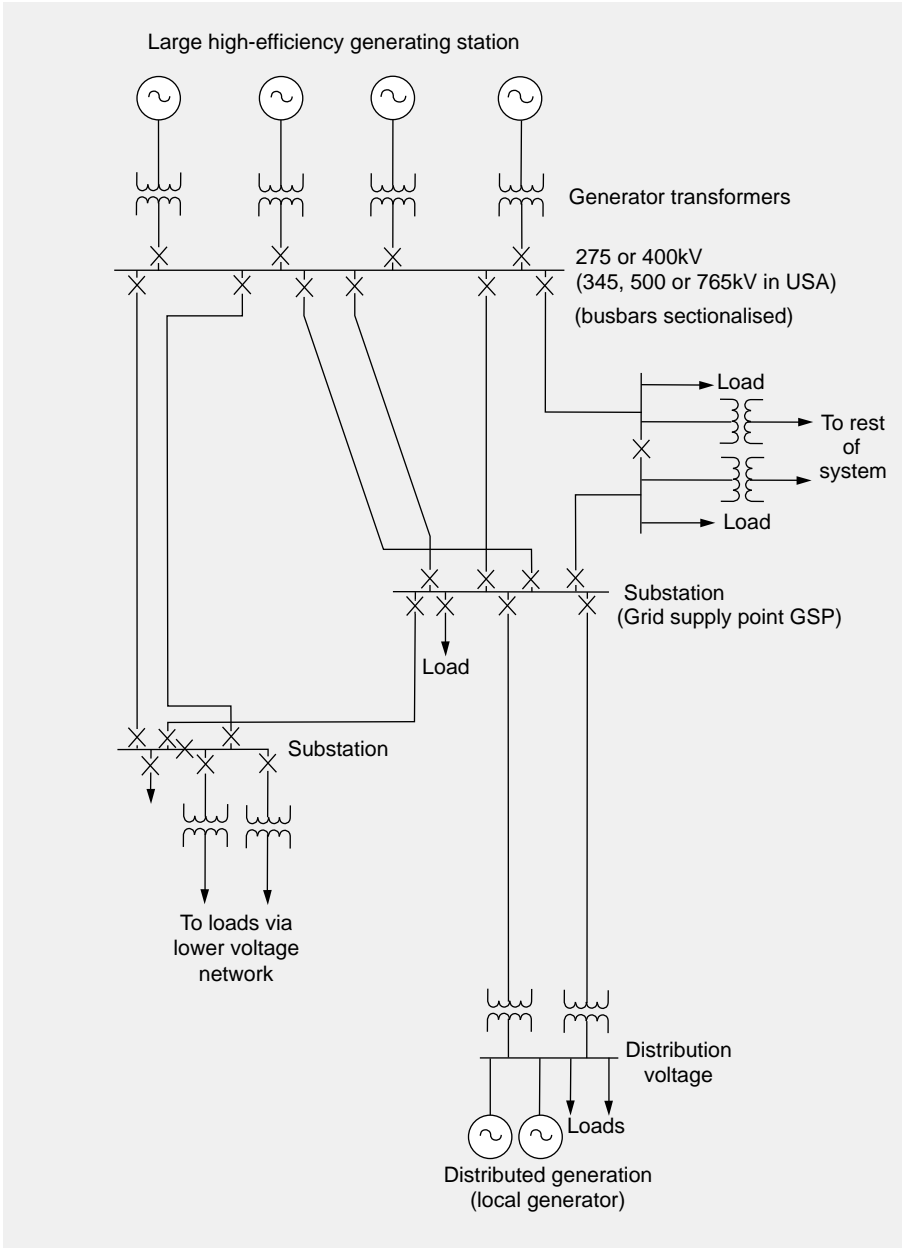 Large high-efficiency generating station
Generator transformers
275 or 400kV
(345, 500 or 765kV in USA)
(busbars sectionalised)
Load
To rest
of
system
Load
Substation
(Grid supply point GSP)
Load
Substation
To loads via
lower voltage
network
Distribution
voltage
Loads
Distributed generation
(local generator)